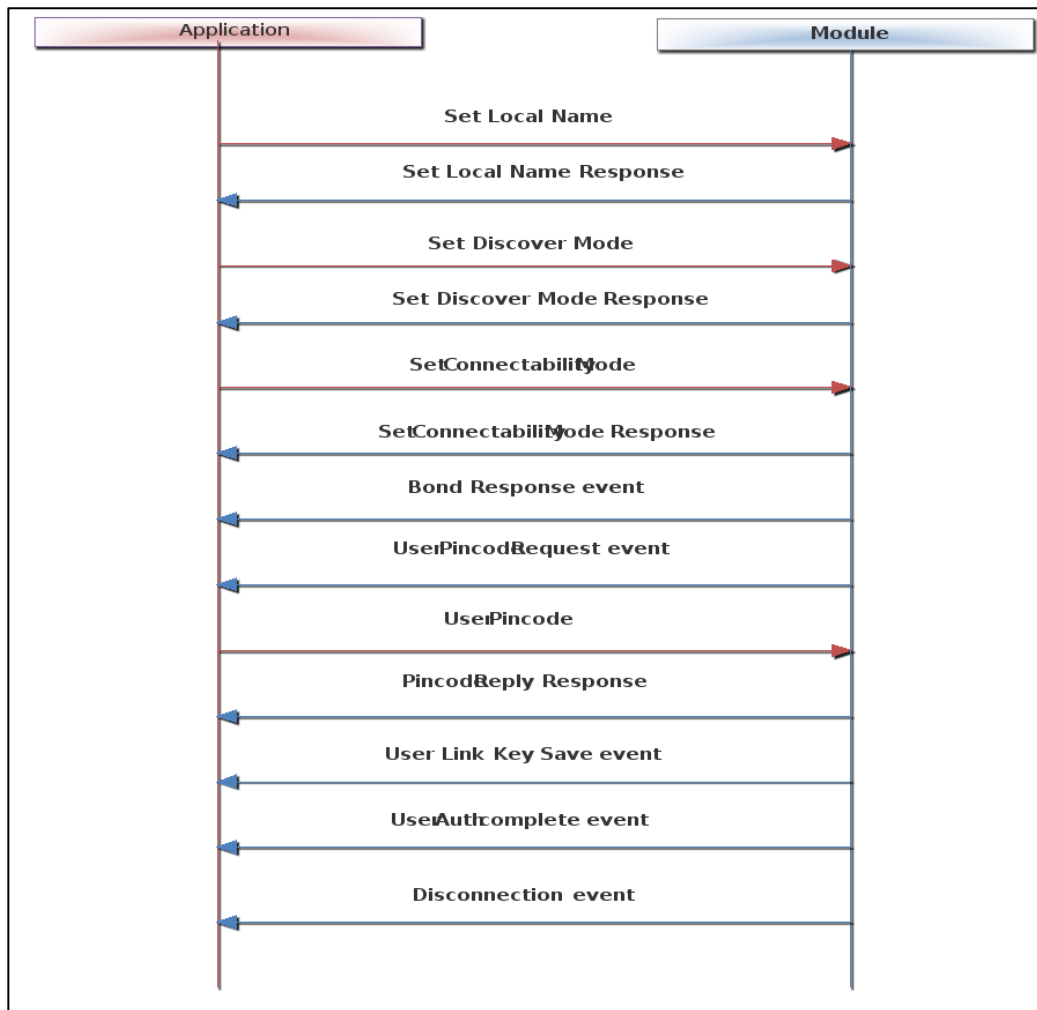 Application
Module
Set Local Name
Set Local Name Response
Set Discover Mode
Set Discover Mode Response
SetConnectabilityMode
SetConnectabilityMode Response
Bond Response event
UserPincodeRequest event
UserPincode
PincodeReply Response
User Link Key Save event
UserAuthcomplete event
Disconnection event